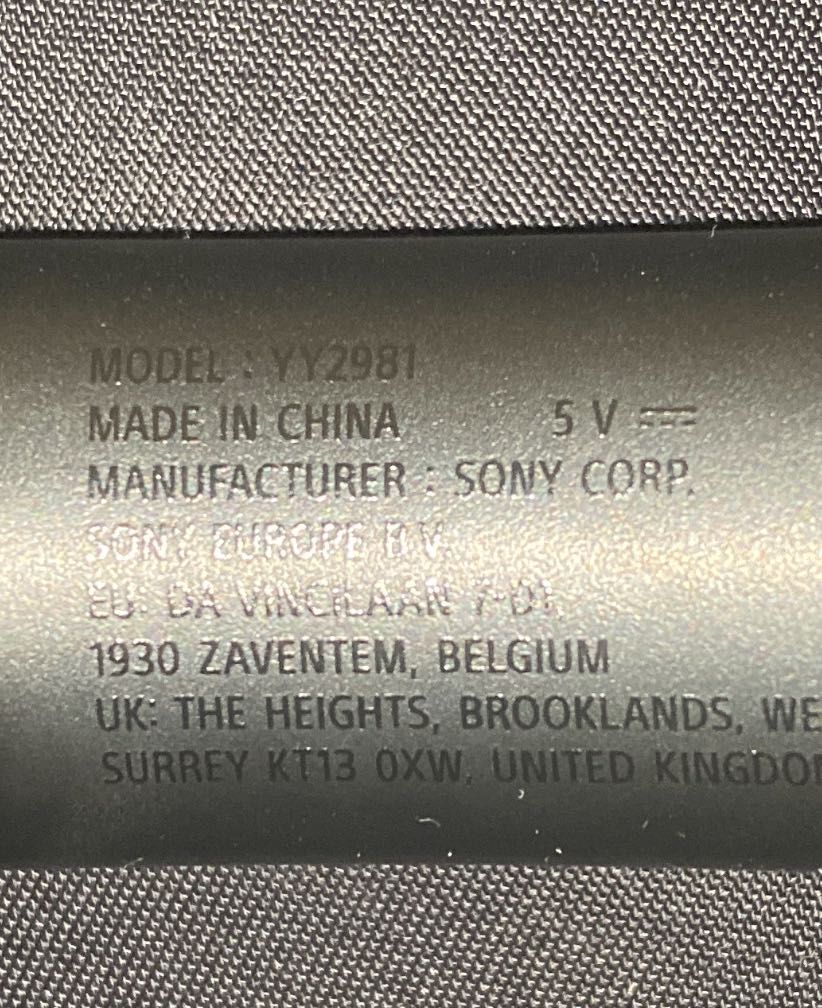 MODEL : YY2981
MADE IN CHINA 5 V ⎓
MANUFACTURER : SONY CORP.
SONY EUROPE B.V.
EU: DA VINCILAAN 7-D1,
1930 ZAVENTEM, BELGIUM
UK: THE HEIGHTS, BROOKLANDS, WE
SURREY KT13 0XW, UNITED KINGDO